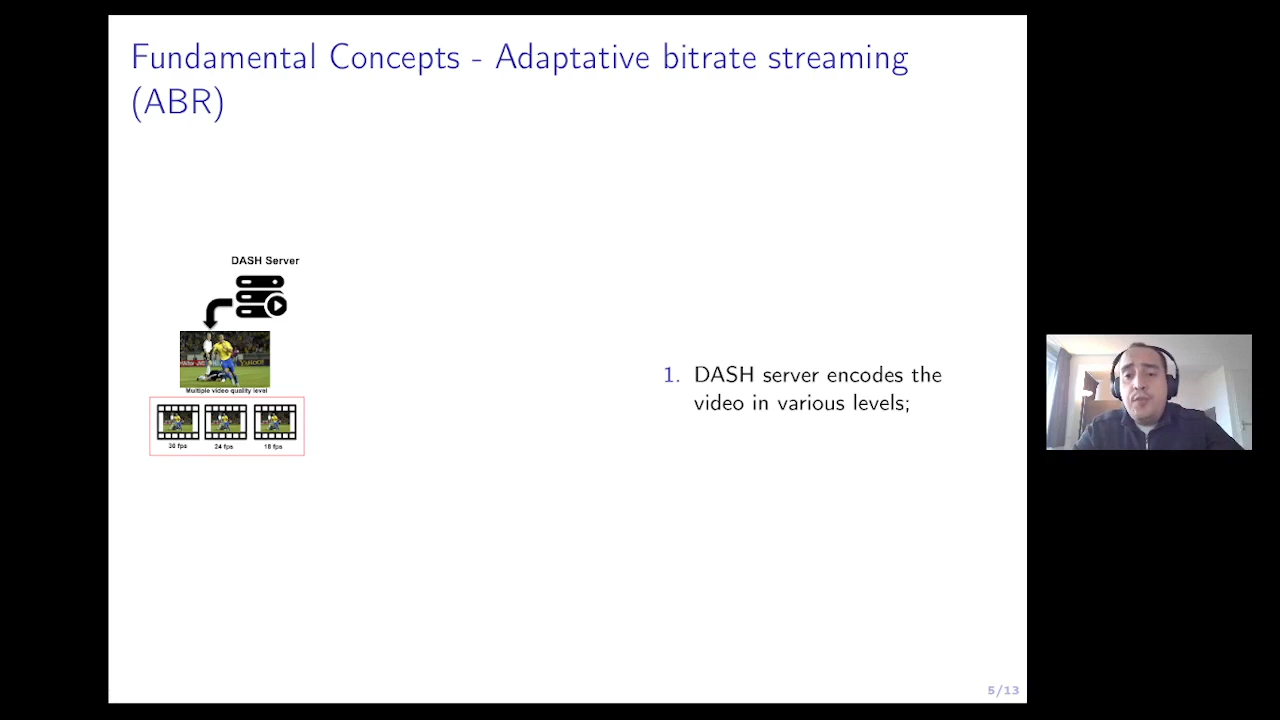 Fundamental Concepts - Adaptative bitrate streaming
(ABR)
DASH Server
YAHOO!
Multiple video quality level
30 fps
24 fps
18 fps
1. DASH server encodes the
video in various levels;
5/13